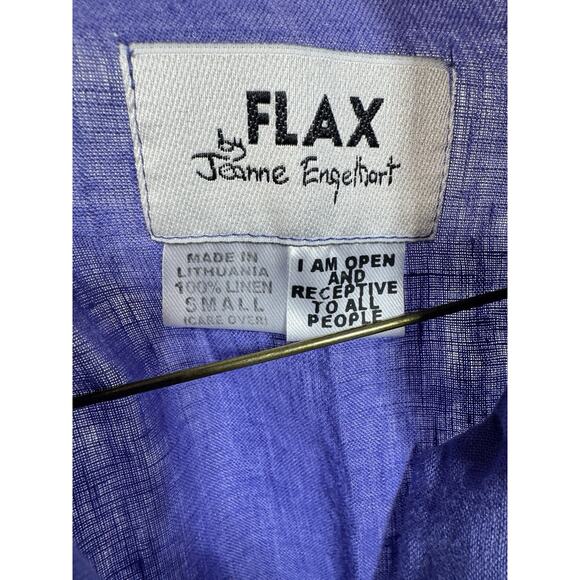 FLAX
by
Jeanne Engelhart
MADE IN
LITHUANIA
100% LINEN
SMALL
(CARE OVER)
I AM OPEN
AND
RECEPTIVE
TO ALL
PEOPLE